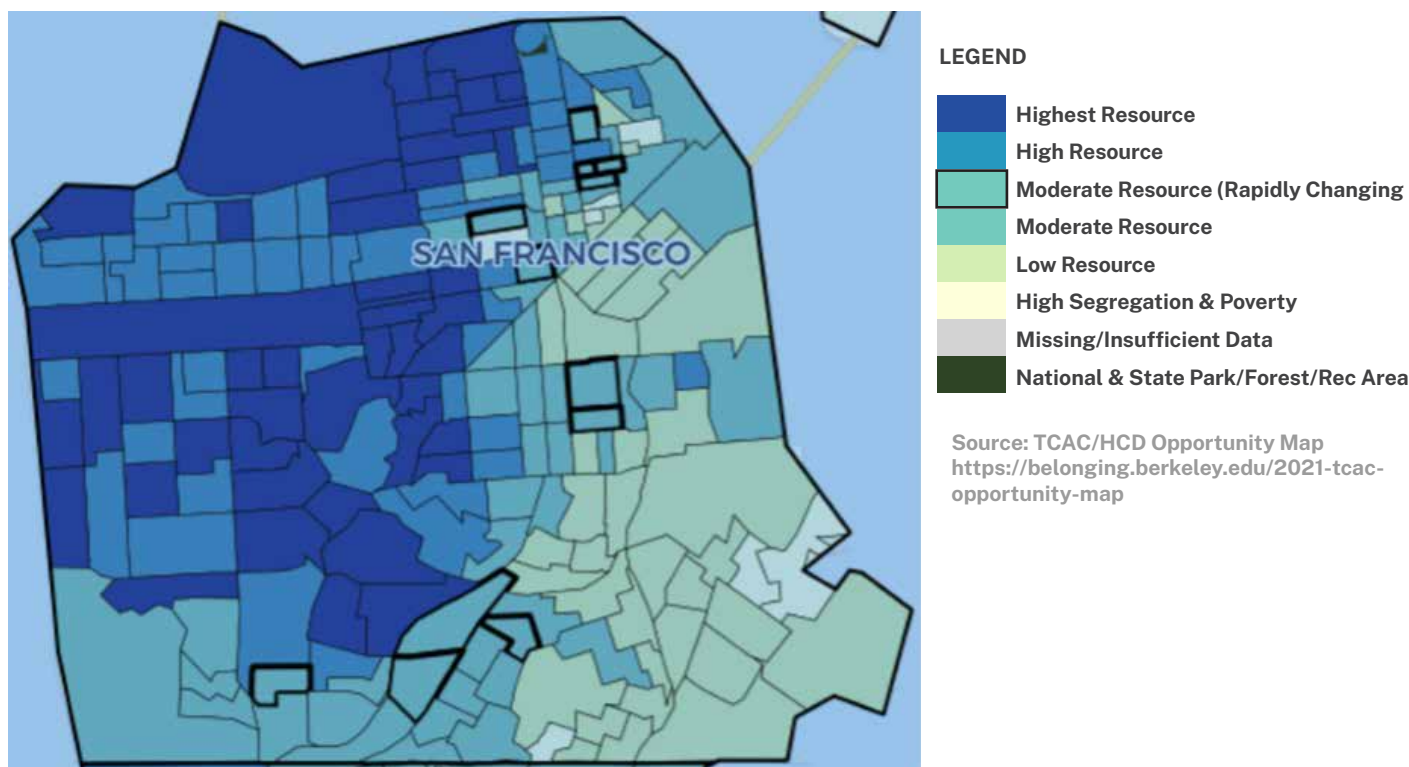 SAN FRANCISCO
LEGEND
Highest Resource
High Resource
Moderate Resource (Rapidly Changing
Moderate Resource
Low Resource
High Segregation & Poverty
Missing/Insufficient Data
National & State Park/Forest/Rec Area
Source: TCAC/HCD Opportunity Map
https://belonging.berkeley.edu/2021-tcac-
opportunity-map